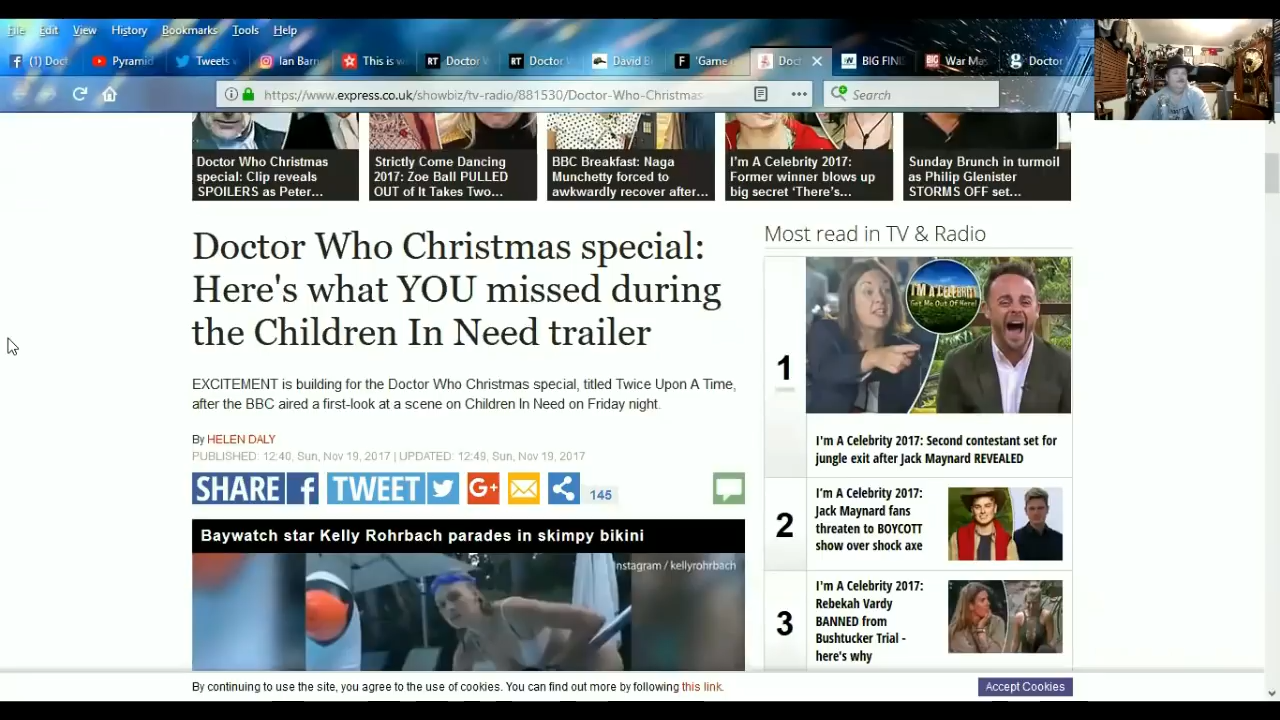 File Edit View History Bookmarks Tools Help
(1) Doct Pyramid Tweets Ian Barn This is w Doctor Doctor W David B 'Game Doct BIG FINI War Ma Doctor
https://www.express.co.uk/showbiz/tv-radio/881530/Doctor-Who-Christmas- Search
Doctor Who Christmas
special: Clip reveals
SPOILERS as Peter...
Strictly Come Dancing
2017: Zoe Ball PULLED
OUT of It Takes Two...
BBC Breakfast: Naga
Munchetty forced to
awkwardly recover after...
I'm A Celebrity 2017:
Former winner blows up
big secret 'There's...
Sunday Brunch in turmoil
as Philip Glenister
STORMS OFF set...
Doctor Who Christmas special:
Here's what YOU missed during
the Children In Need trailer
EXCITEMENT is building for the Doctor Who Christmas special, titled Twice Upon A Time,
after the BBC aired a first-look at a scene on Children In Need on Friday night.
By HELEN DALY
PUBLISHED: 12:40, Sun, Nov 19, 2017 | UPDATED: 12:49, Sun, Nov 19, 2017
SHARE f TWEET G+ 145
Baywatch star Kelly Rohrbach parades in skimpy bikini
Instagram / kellyrohrbach
Most read in TV & Radio
1
I'M A CELEBRITY
Get Me Out Of Here!
I'm A Celebrity 2017: Second contestant set for
jungle exit after Jack Maynard REVEALED
2
I'm A Celebrity 2017:
Jack Maynard fans
threaten to BOYCOTT
show over shock axe
3
I'm A Celebrity 2017:
Rebekah Vardy
BANNED from
Bushtucker Trial -
here's why
By continuing to use the site, you agree to the use of cookies. You can find out more by following this link.
Accept Cookies